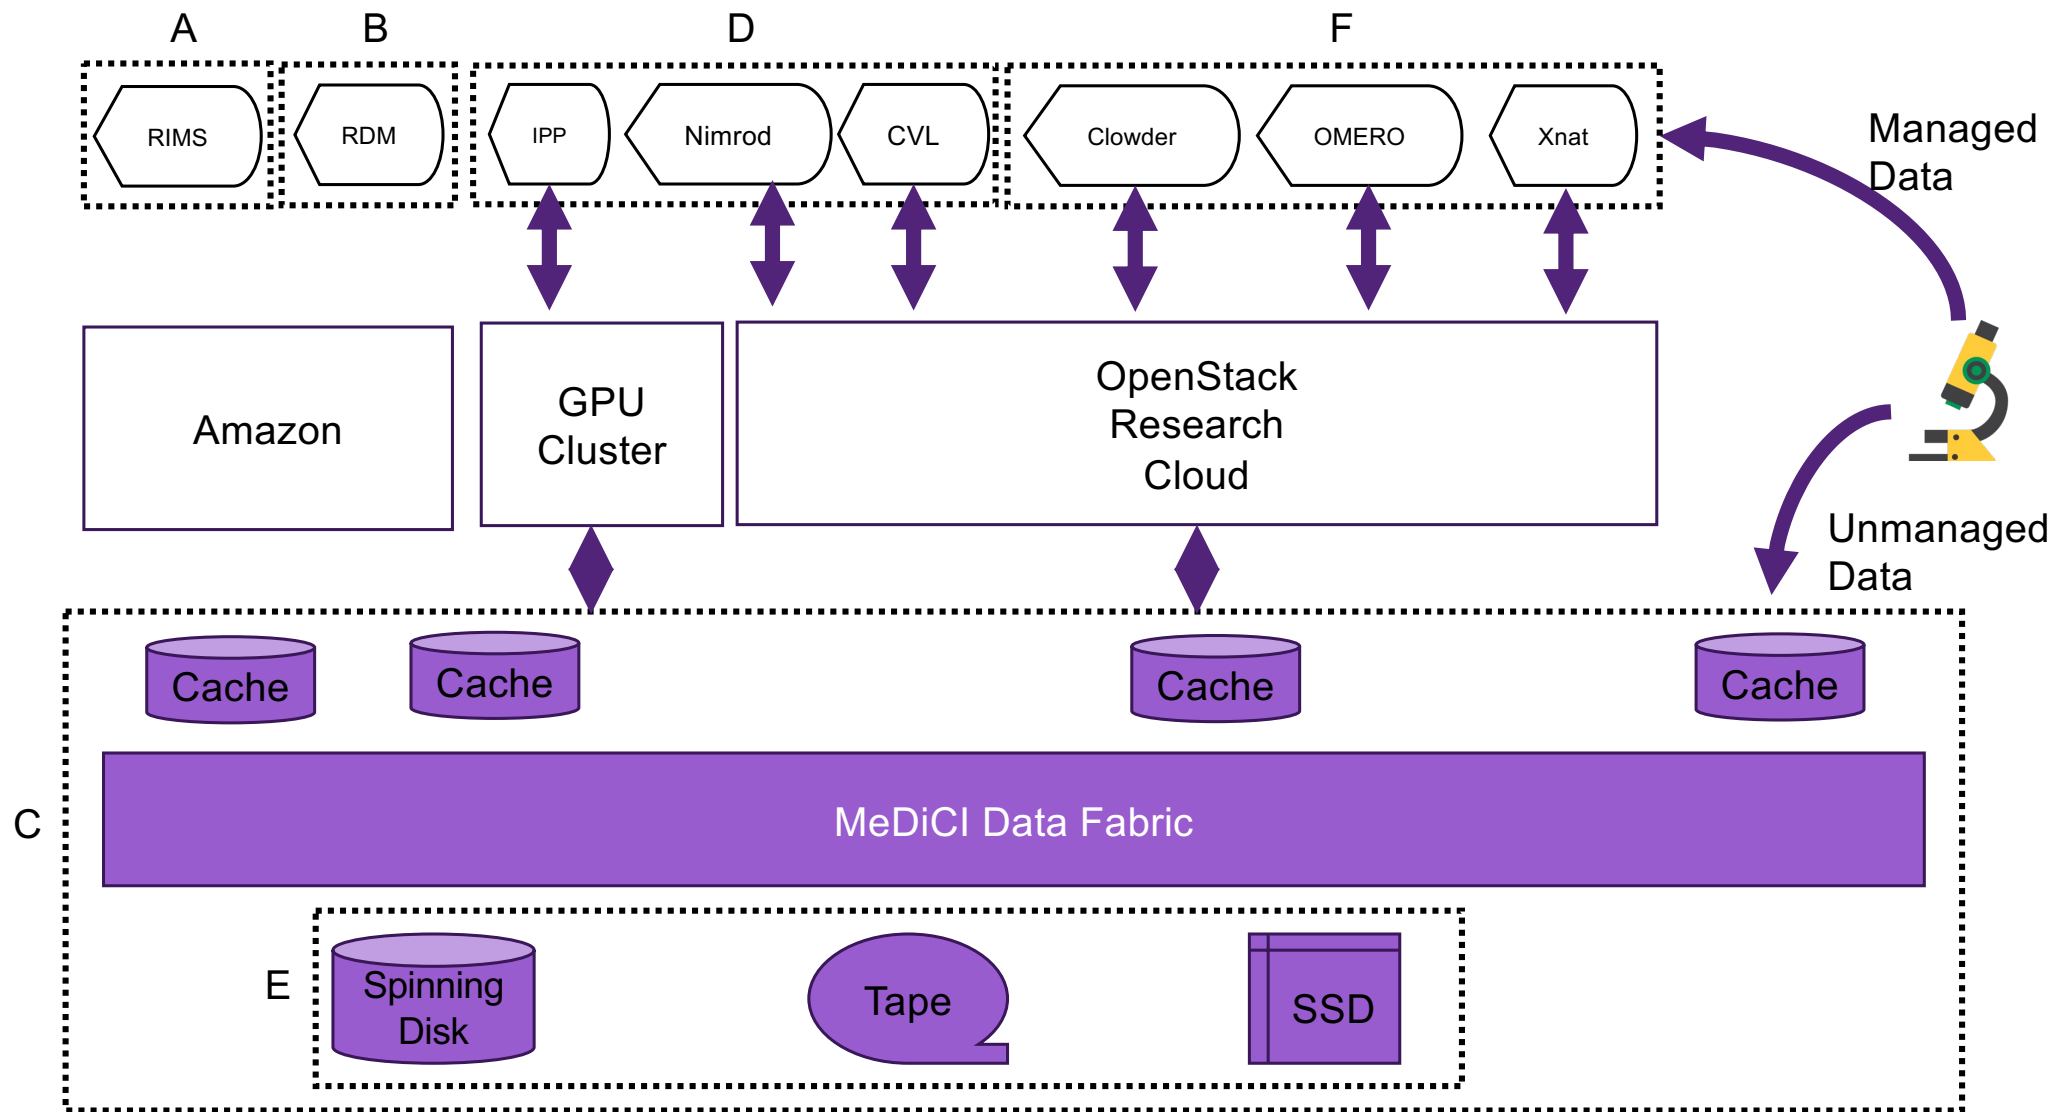 A
B
D
F
RIMS
RDM
IPP
Nimrod
CVL
Clowder
OMERO
Xnat
Managed
Data
Amazon
GPU
Cluster
OpenStack
Research
Cloud
Unmanaged
Data
Cache
Cache
Cache
Cache
C
MeDiCI Data Fabric
E
Spinning
Disk
Tape
SSD